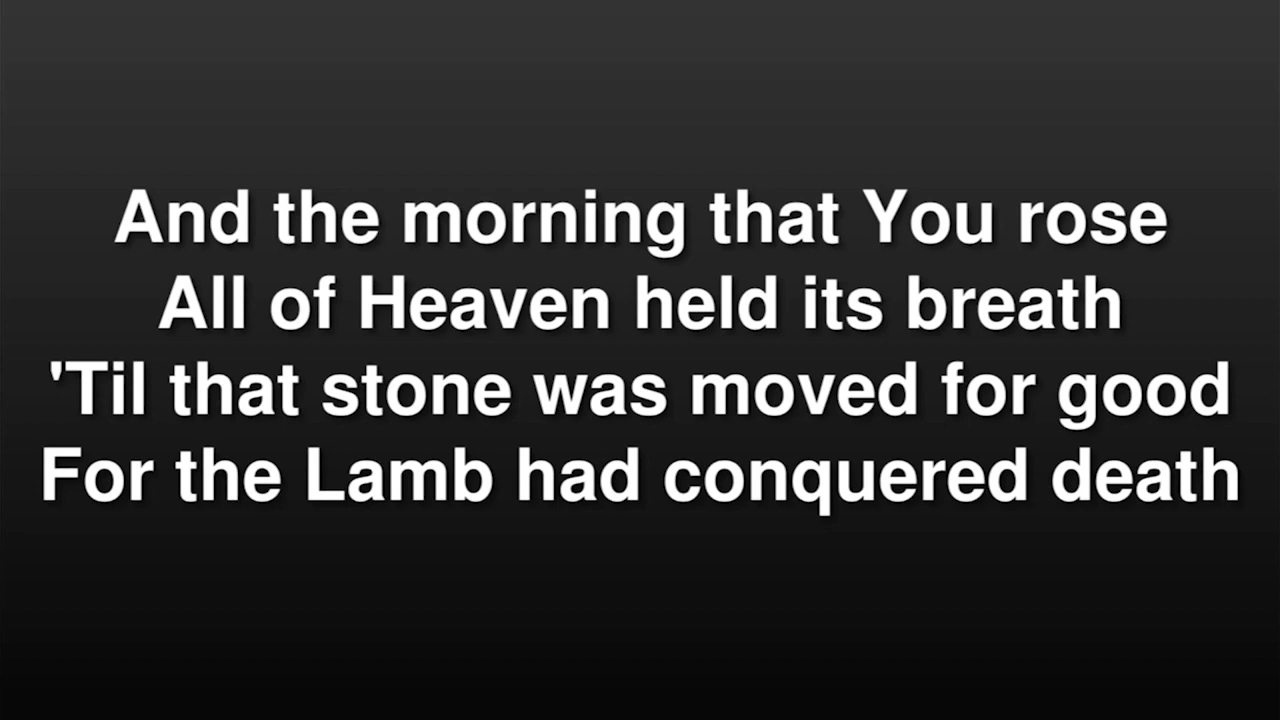 And the morning that You rose
All of Heaven held its breath
'Til that stone was moved for good
For the Lamb had conquered death